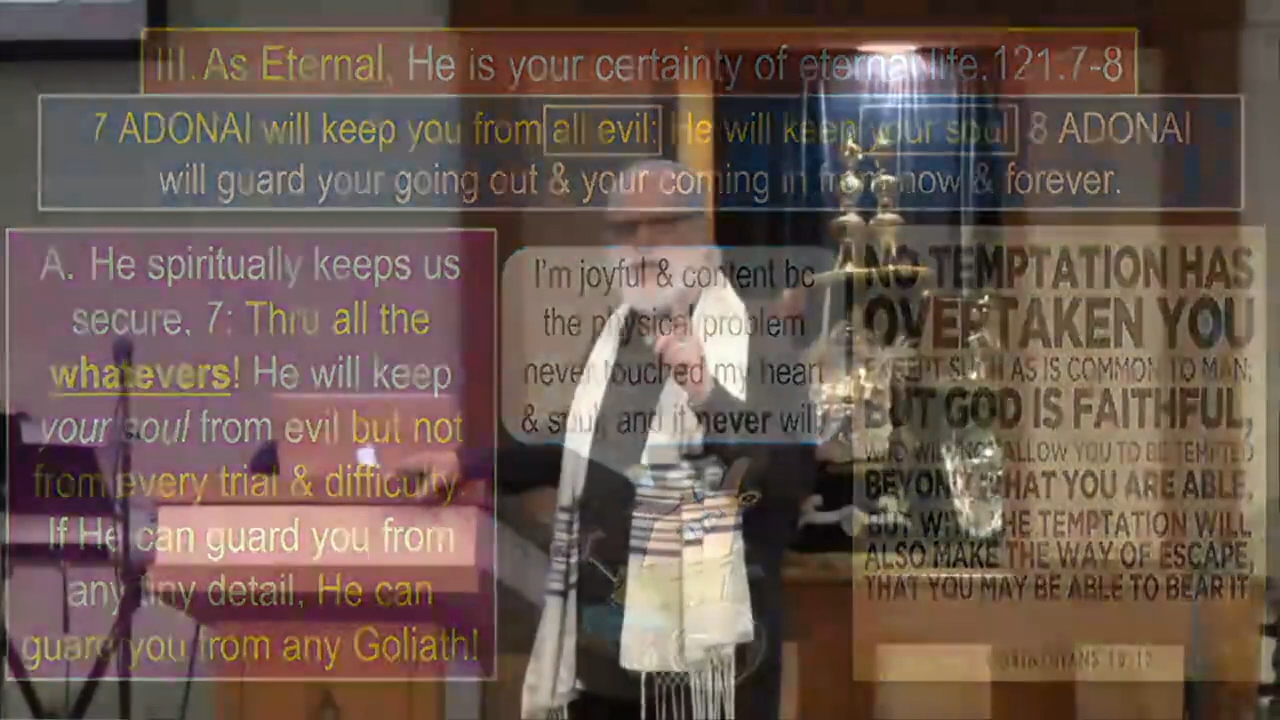 III. As Eternal, He is your certainty of eternal life. 121:7-8
7 ADONAI will keep you from all evil: He will keep your soul 8 ADONAI
will guard your going out & your coming in from now & forever.
A. He spiritually keeps us
secure, 7: Thru all the
whatevers! He will keep
your soul from evil but not
from every trial & difficulty.
If He can guard you from
any tiny detail, He can
guard you from any Goliath!
I'm joyful & content bc
the physical problem
never touched my heart
& soul, and it never will
NO TEMPTATION HAS
OVERTAKEN YOU
EXCEPT SUCH AS IS COMMON TO MAN;
BUT GOD IS FAITHFUL,
WHO WILL NOT ALLOW YOU TO BE TEMPTED
BEYOND WHAT YOU ARE ABLE,
BUT WITH THE TEMPTATION WILL
ALSO MAKE THE WAY OF ESCAPE,
THAT YOU MAY BE ABLE TO BEAR IT
CORINTHIANS 10:13